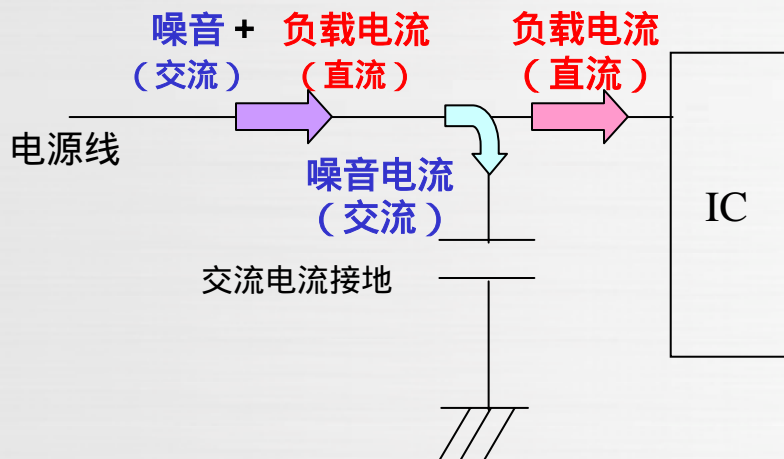 噪音 + 负载电流
（交流） （直流）
负载电流
（直流）
电源线
噪音电流
（交流）
IC
交流电流接地